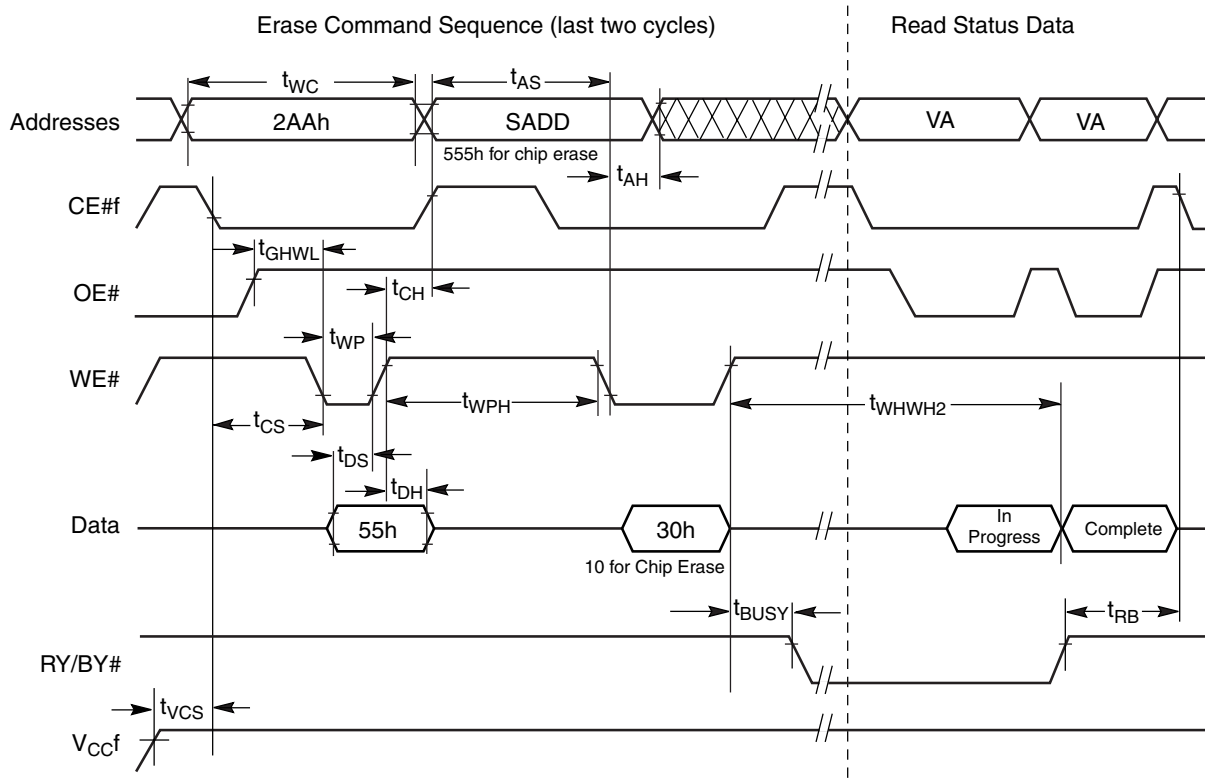 Erase Command Sequence (last two cycles)
Read Status Data
tWC
tAS
Addresses
2AAh
SADD
VA
VA
555h for chip erase
tAH
CE#f
tGHWL
OE#
tCH
tWP
WE#
tWPH
tWHWH2
tCS
tDS
tDH
Data
55h
30h
In
Progress
Complete
10 for Chip Erase
tBUSY
tRB
RY/BY#
tVCS
VCCf